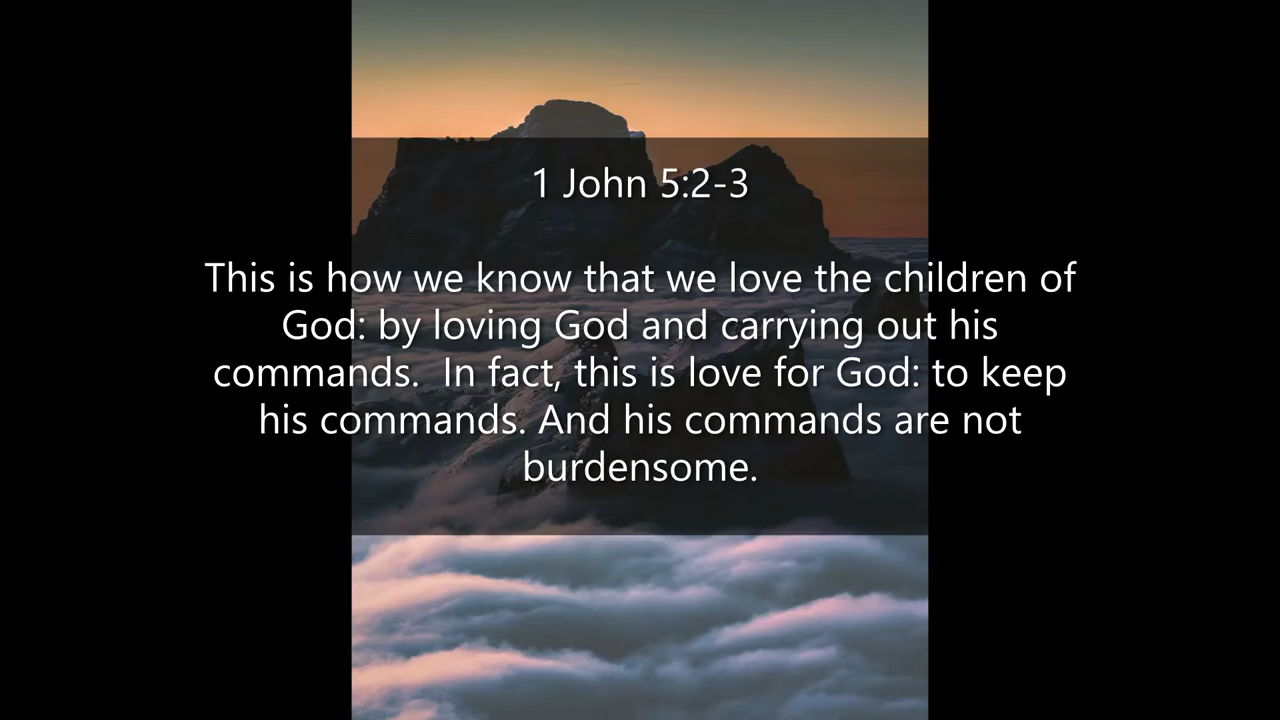 1 John 5:2-3
This is how we know that we love the children of
God: by loving God and carrying out his
commands.  In fact, this is love for God: to keep
his commands. And his commands are not
burdensome.